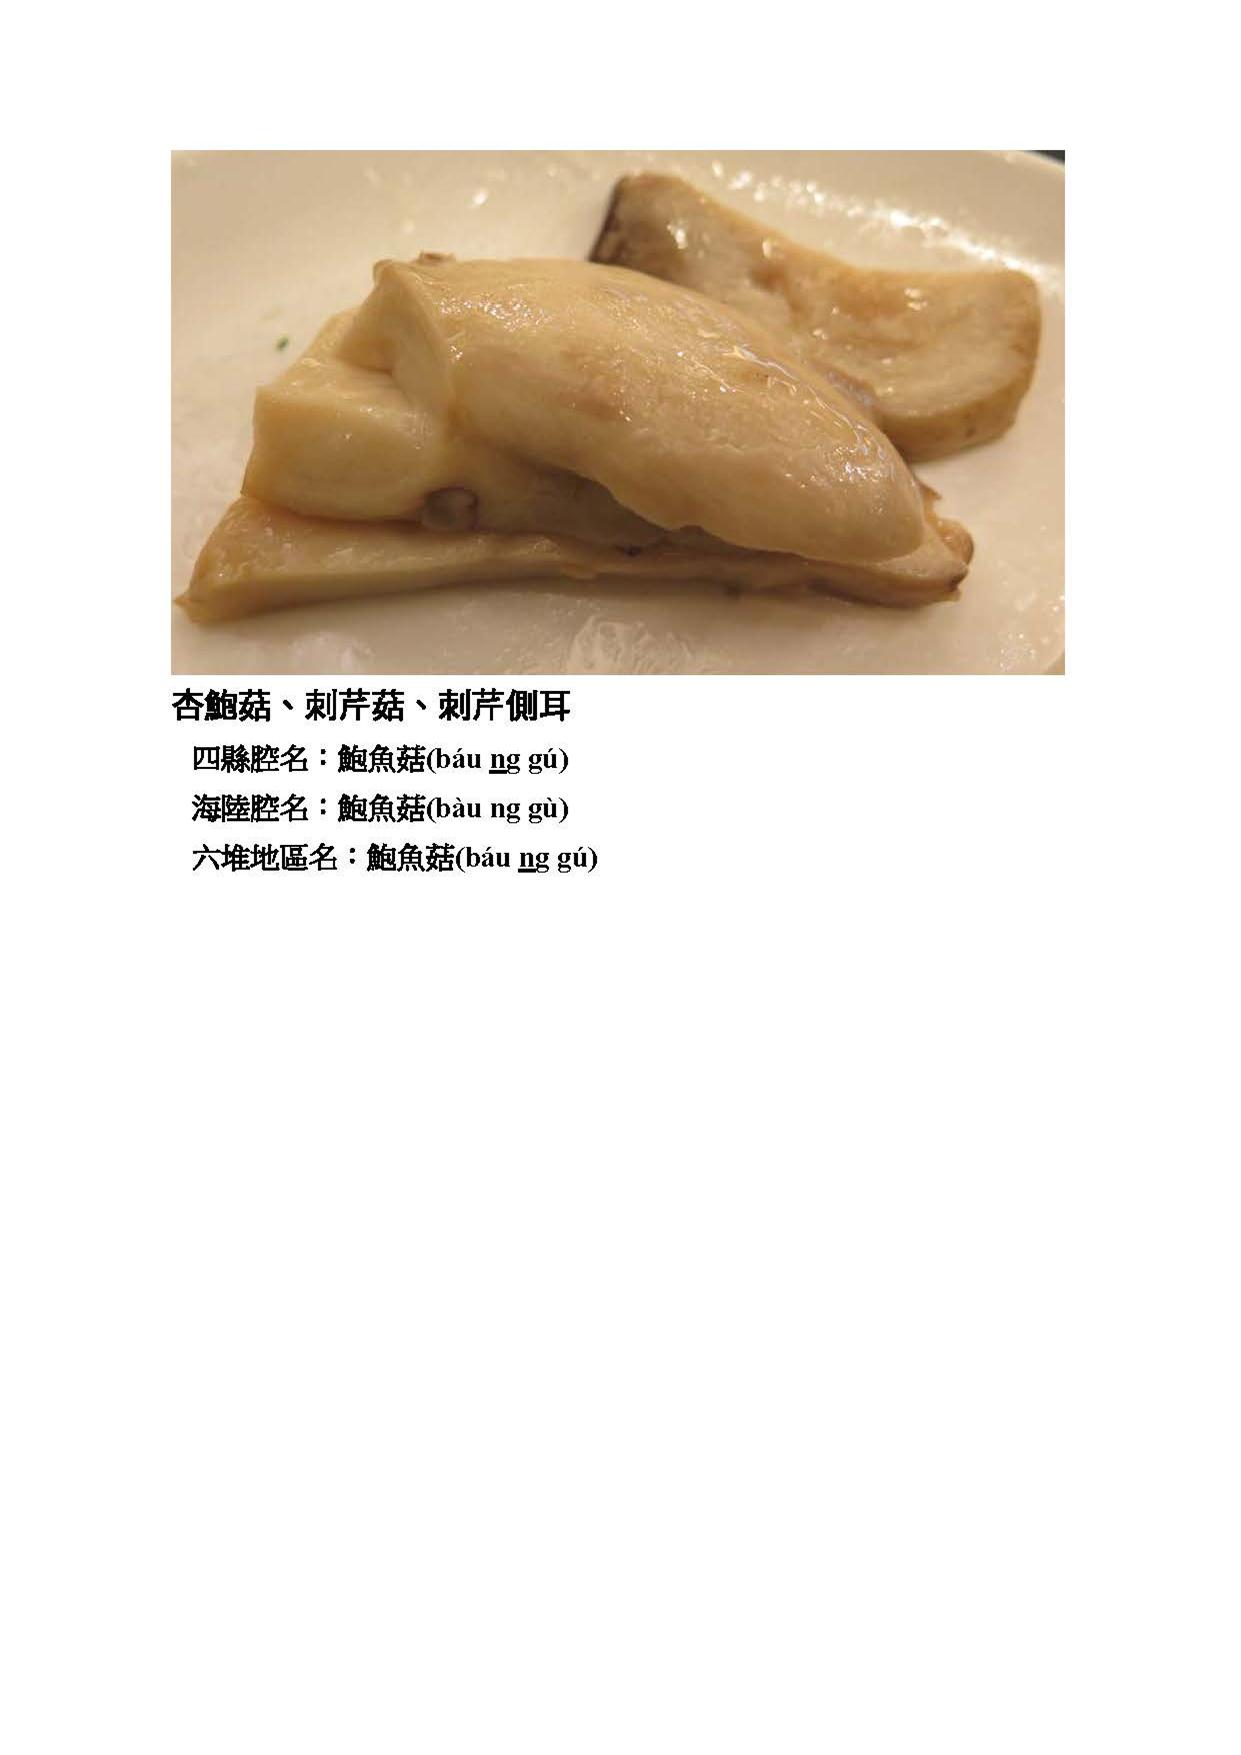 杏鮑菇、刺芹菇、刺芹側耳
四縣腔名：鮑魚菇(báu n̲g gú)
海陸腔名：鮑魚菇(bàu ng gù)
六堆地區名：鮑魚菇(báu n̲g gú)